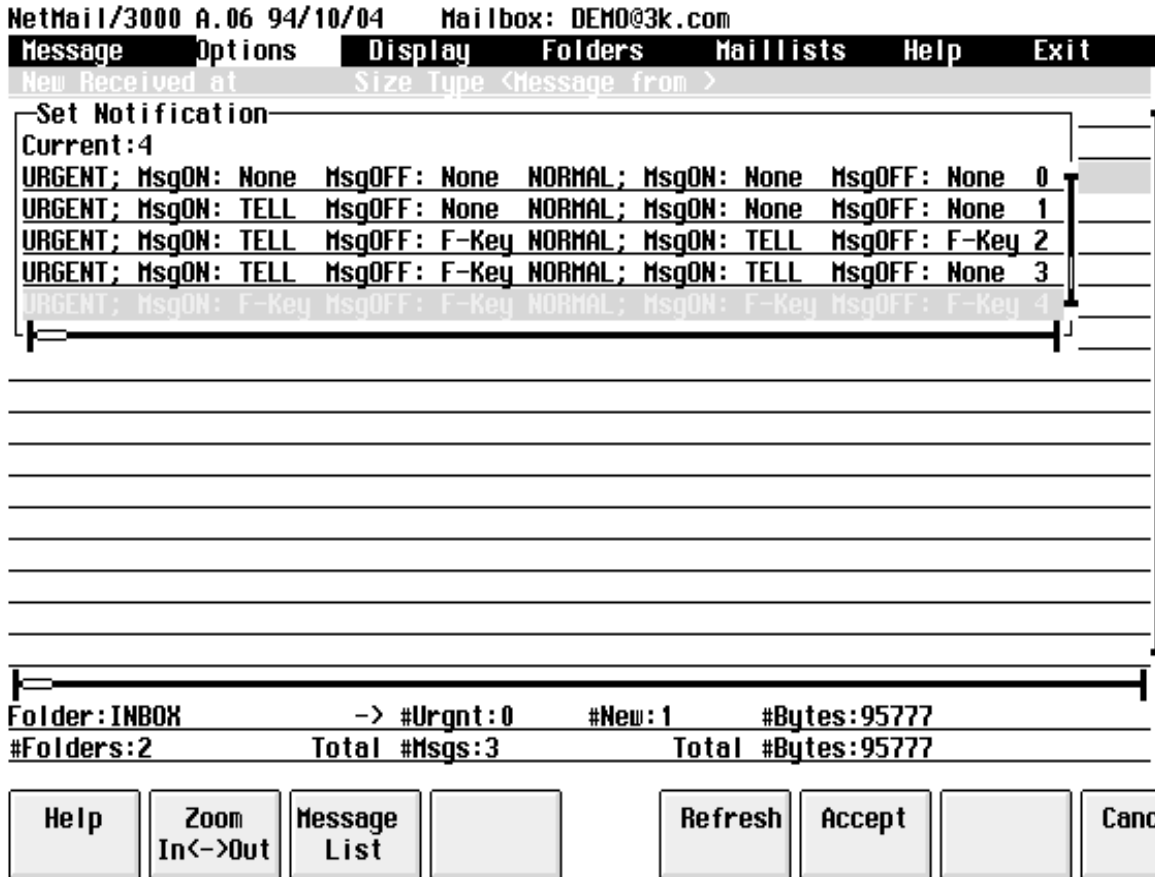 NetMail/3000 A.06 94/10/04 Mailbox: DEMO@3k.com
Message Options Display Folders Maillists Help Exit
New Received at Size Type <Message from >
Set Notification
Current:4
URGENT; MsgON: None MsgOFF: None NORMAL; MsgON: None MsgOFF: None 0
URGENT; MsgON: TELL MsgOFF: None NORMAL; MsgON: None MsgOFF: None 1
URGENT; MsgON: TELL MsgOFF: F-Key NORMAL; MsgON: TELL MsgOFF: F-Key 2
URGENT; MsgON: TELL MsgOFF: F-Key NORMAL; MsgON: TELL MsgOFF: None 3
URGENT; MsgON: F-Key MsgOFF: F-Key NORMAL; MsgON: F-Key MsgOFF: F-Key 4
Folder:INBOX -> #Urgnt:0 #New:1 #Bytes:95777
#Folders:2 Total #Msgs:3 Total #Bytes:95777
Help Zoom Message Refresh Accept Canc
In<->Out List